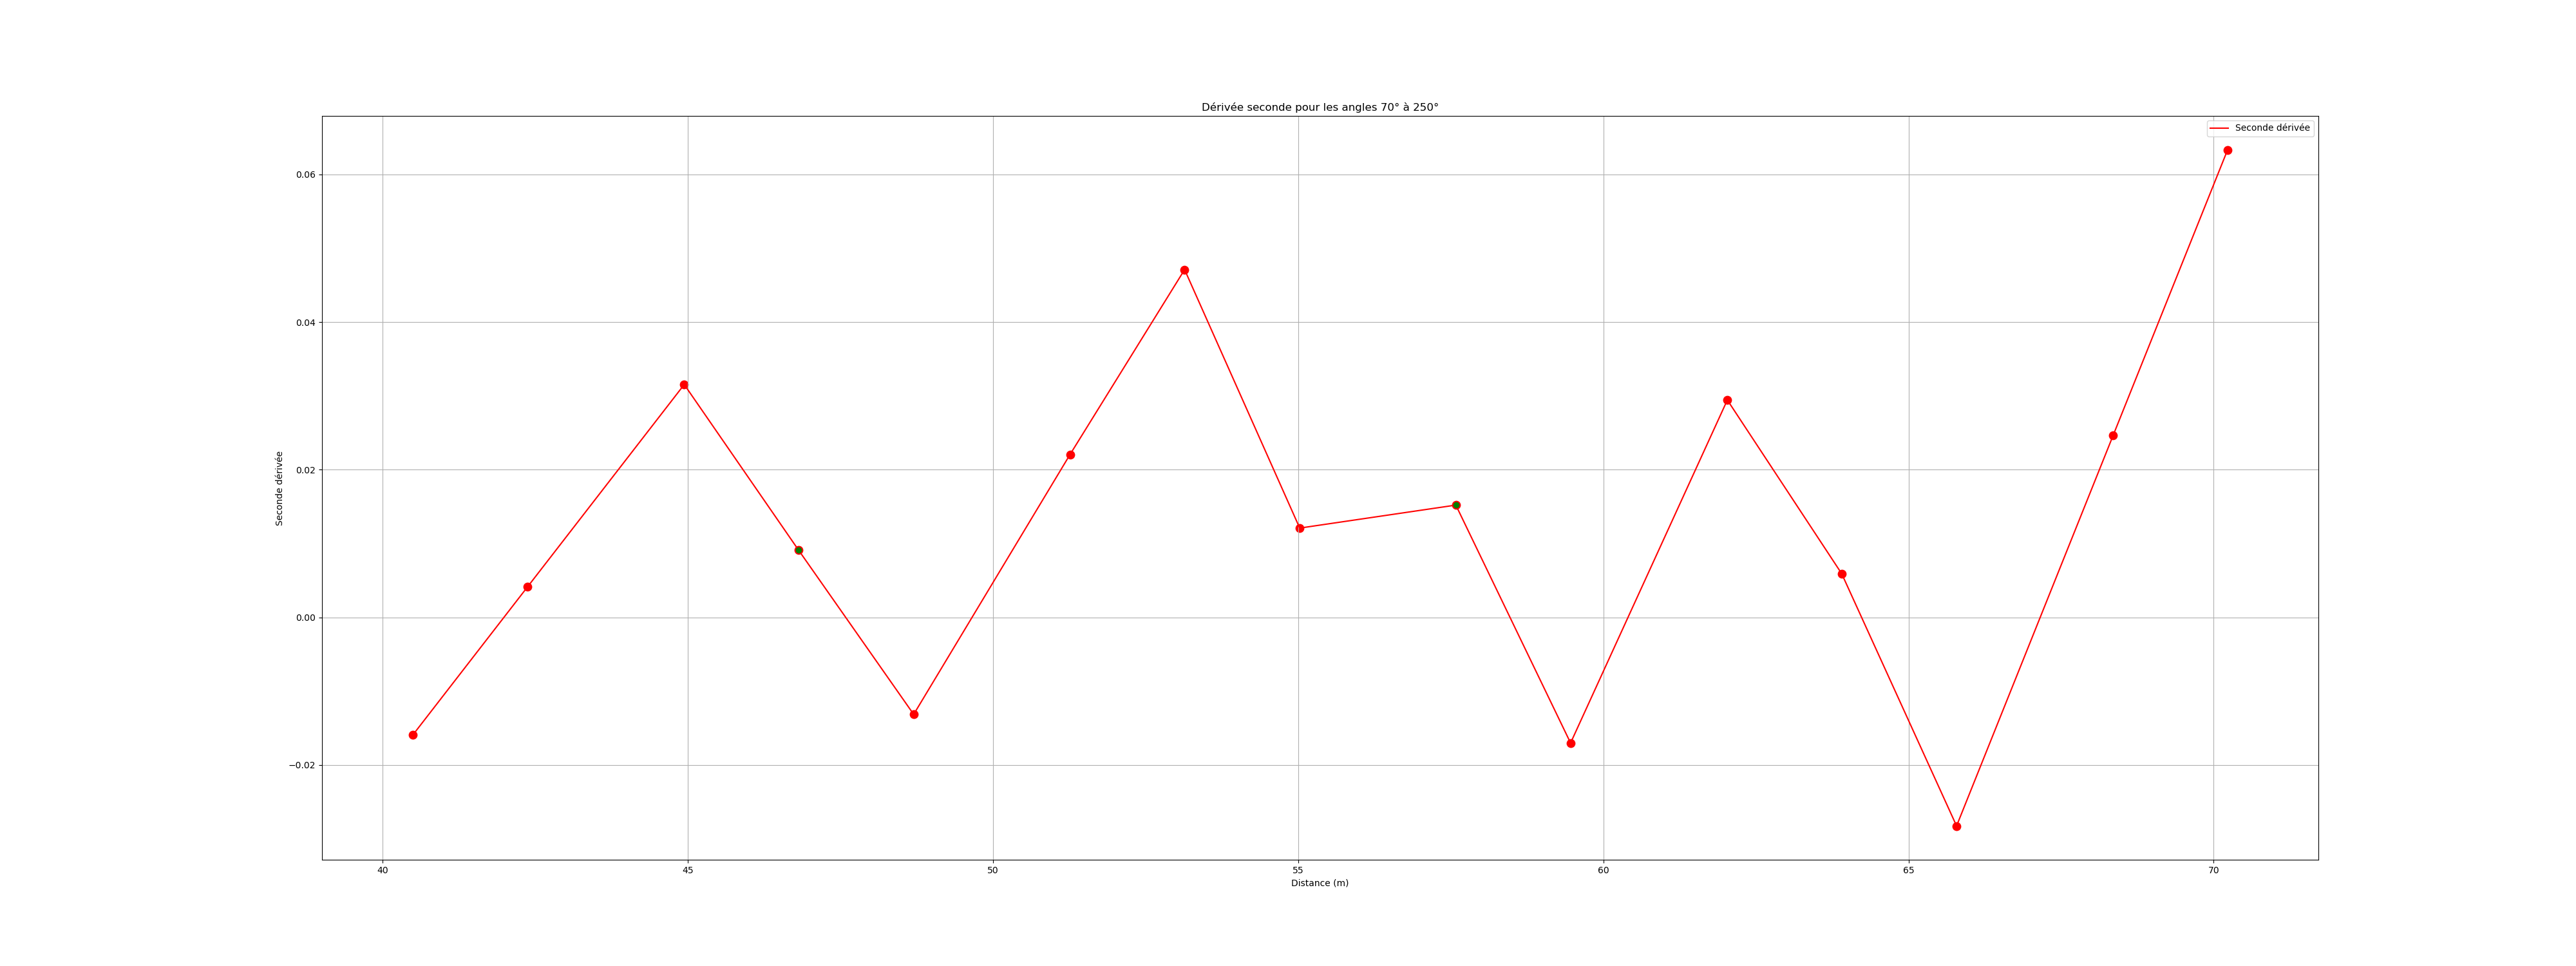 Dérivée seconde pour les angles 70° à 250°
Seconde dérivée
0.06
0.04
0.02
0.00
−0.02
Seconde dérivée
40 45 50 55 60 65 70
Distance (m)